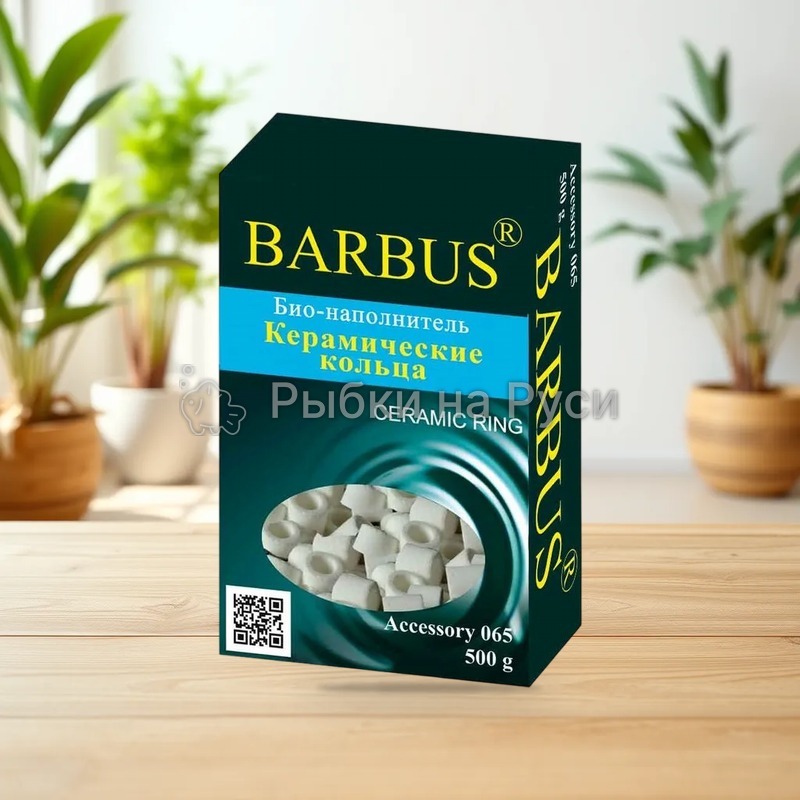 BARBUS®
Био-наполнитель
Керамические
кольца
Рыбки на Руси
CERAMIC RING
Accessory 065
500 g
Accessory 065
500 g
BARBUS®